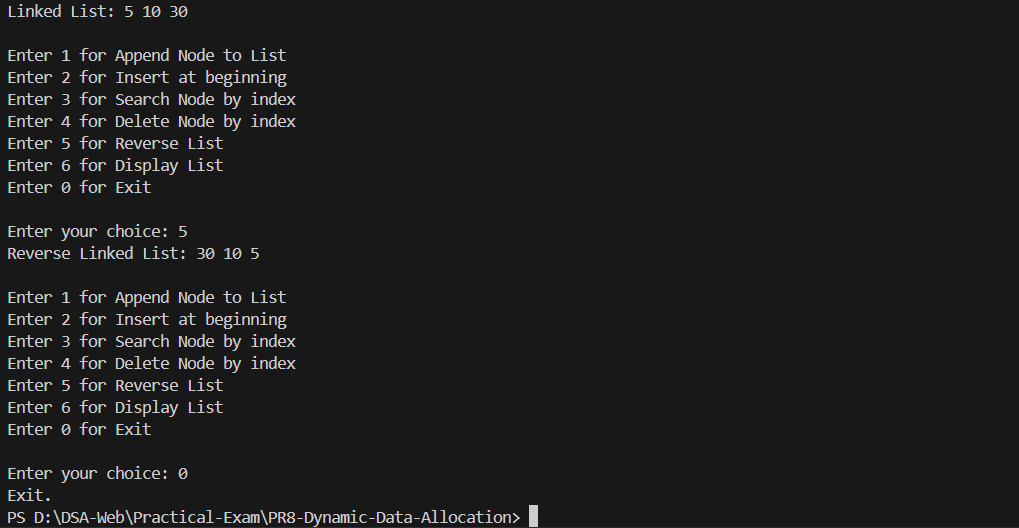 Linked List: 5 10 30
Enter 1 for Append Node to List
Enter 2 for Insert at beginning
Enter 3 for Search Node by index
Enter 4 for Delete Node by index
Enter 5 for Reverse List
Enter 6 for Display List
Enter 0 for Exit
Enter your choice: 5
Reverse Linked List: 30 10 5
Enter 1 for Append Node to List
Enter 2 for Insert at beginning
Enter 3 for Search Node by index
Enter 4 for Delete Node by index
Enter 5 for Reverse List
Enter 6 for Display List
Enter 0 for Exit
Enter your choice: 0
Exit.
PS D:\DSA-Web\Practical-Exam\PR8-Dynamic-Data-Allocation>